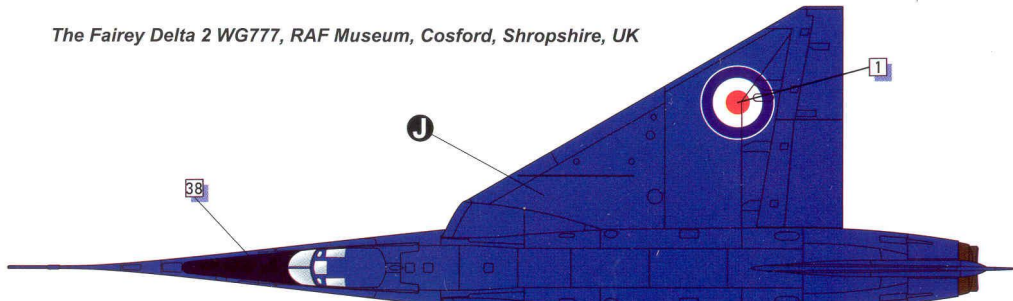 The Fairey Delta 2 WG777, RAF Museum, Cosford, Shropshire, UK
1
J
38